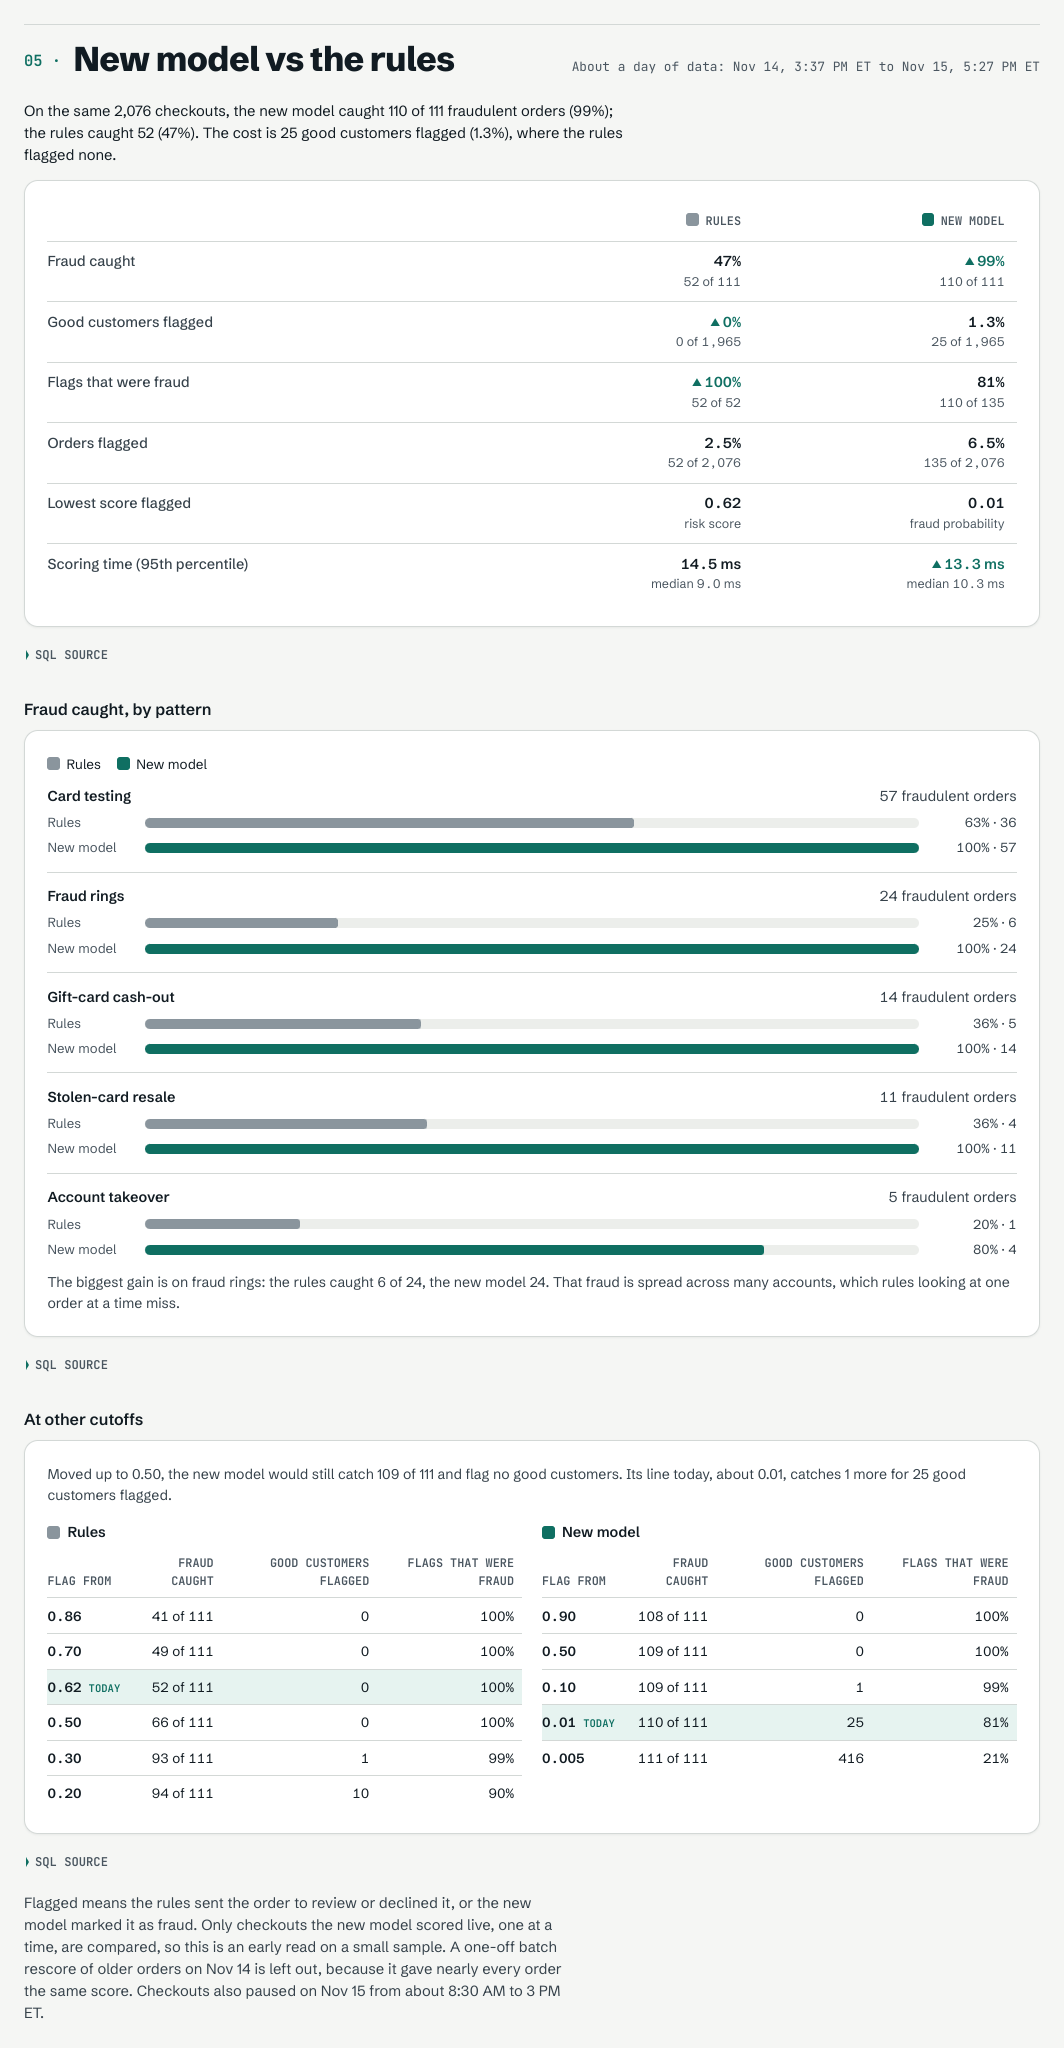 05 · New model vs the rules
About a day of data: Nov 14, 3:37 PM ET to Nov 15, 5:27 PM ET
On the same 2,076 checkouts, the new model caught 110 of 111 fraudulent orders (99%);
the rules caught 52 (47%). The cost is 25 good customers flagged (1.3%), where the rules
flagged none.
RULES NEW MODEL
Fraud caught 47% ▲99%
52 of 111 110 of 111
Good customers flagged ▲0% 1.3%
0 of 1,965 25 of 1,965
Flags that were fraud ▲100% 81%
52 of 52 110 of 135
Orders flagged 2.5% 6.5%
52 of 2,076 135 of 2,076
Lowest score flagged 0.62 0.01
risk score fraud probability
Scoring time (95th percentile) 14.5 ms ▲13.3 ms
median 9.0 ms median 10.3 ms
SQL SOURCE
Fraud caught, by pattern
Rules New model
Card testing 57 fraudulent orders
Rules 63% · 36
New model 100% · 57
Fraud rings 24 fraudulent orders
Rules 25% · 6
New model 100% · 24
Gift-card cash-out 14 fraudulent orders
Rules 36% · 5
New model 100% · 14
Stolen-card resale 11 fraudulent orders
Rules 36% · 4
New model 100% · 11
Account takeover 5 fraudulent orders
Rules 20% · 1
New model 80% · 4
The biggest gain is on fraud rings: the rules caught 6 of 24, the new model 24. That fraud is spread across many accounts, which rules looking at one
order at a time miss.
SQL SOURCE
At other cutoffs
Moved up to 0.50, the new model would still catch 109 of 111 and flag no good customers. Its line today, about 0.01, catches 1 more for 25 good
customers flagged.
Rules
FRAUD GOOD CUSTOMERS FLAGS THAT WERE
FLAG FROM CAUGHT FLAGGED FRAUD
0.86 41 of 111 0 100%
0.70 49 of 111 0 100%
0.62 TODAY 52 of 111 0 100%
0.50 66 of 111 0 100%
0.30 93 of 111 1 99%
0.20 94 of 111 10 90%
New model
FRAUD GOOD CUSTOMERS FLAGS THAT WERE
FLAG FROM CAUGHT FLAGGED FRAUD
0.90 108 of 111 0 100%
0.50 109 of 111 0 100%
0.10 109 of 111 1 99%
0.01 TODAY 110 of 111 25 81%
0.005 111 of 111 416 21%
SQL SOURCE
Flagged means the rules sent the order to review or declined it, or the new
model marked it as fraud. Only checkouts the new model scored live, one at a
time, are compared, so this is an early read on a small sample. A one-off batch
rescore of older orders on Nov 14 is left out, because it gave nearly every order
the same score. Checkouts also paused on Nov 15 from about 8:30 AM to 3 PM
ET.